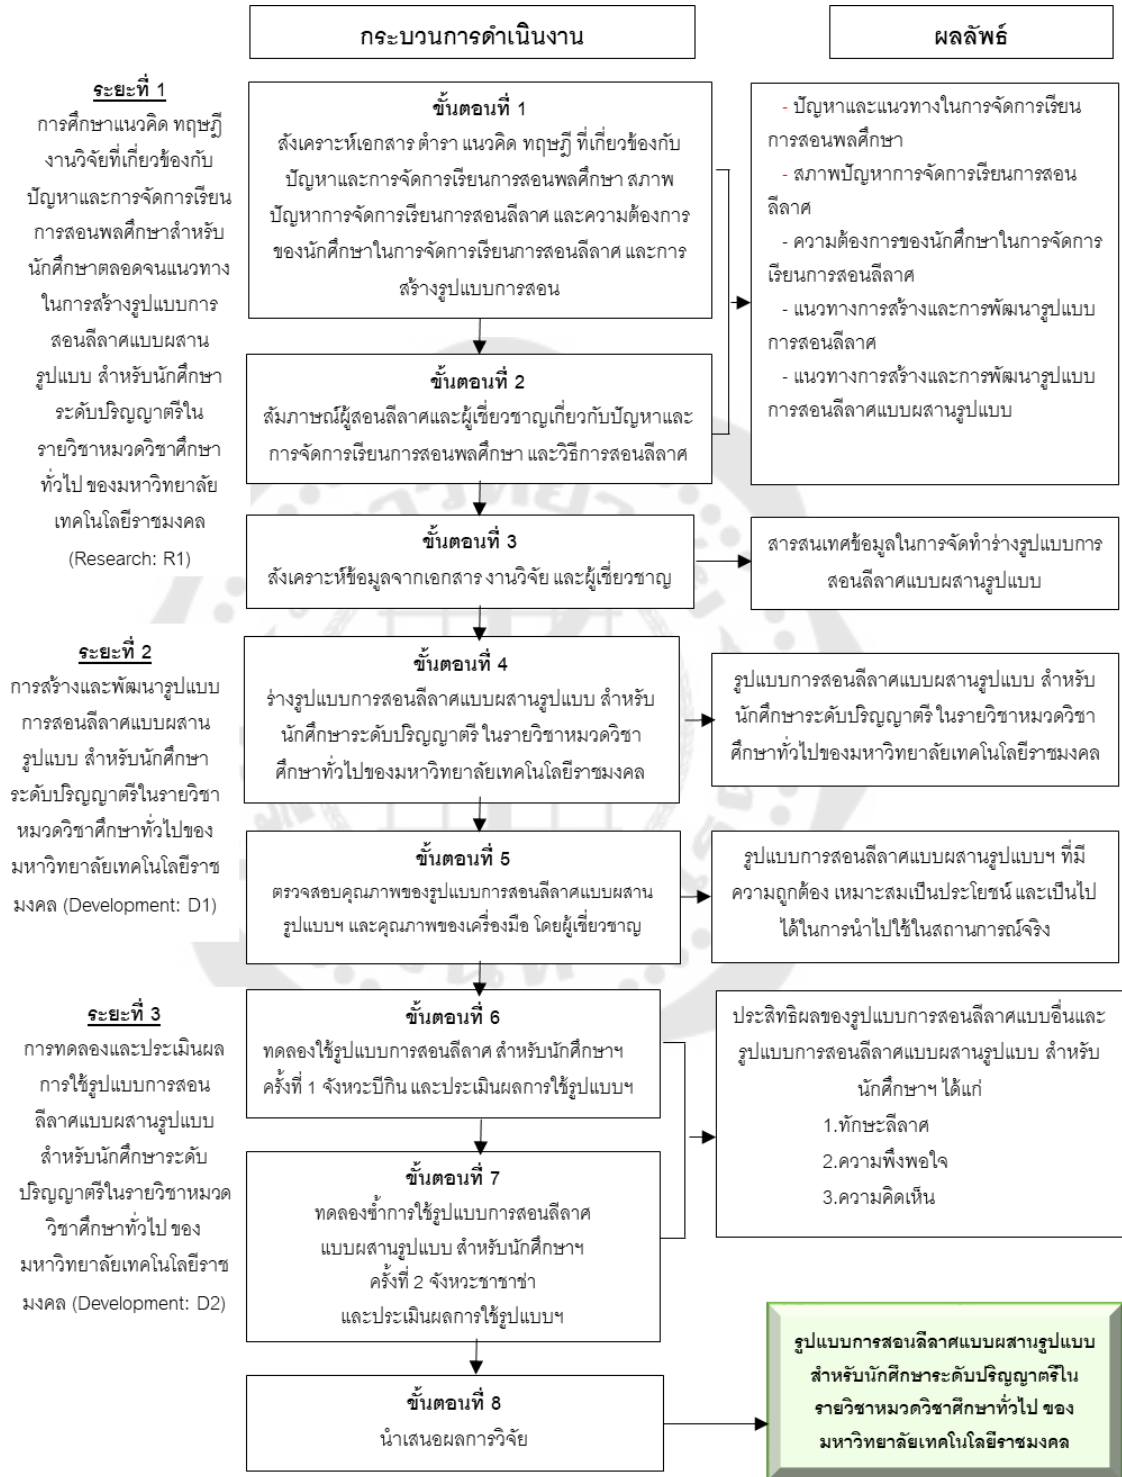 กระบวนการดำเนินงาน
ผลลัพธ์
ระยะที่ 1
การศึกษาแนวคิด ทฤษฎี
งานวิจัยที่เกี่ยวข้องกับ
ปัญหาและการจัดการเรียน
การสอนพลศึกษาสำหรับ
นักศึกษาตลอดจนแนวทาง
ในการสร้างรูปแบบการ
สอนลีลาศแบบผสาน
รูปแบบ สำหรับนักศึกษา
ระดับปริญญาตรีใน
รายวิชาหมวดวิชาศึกษา
ทั่วไป ของมหาวิทยาลัย
เทคโนโลยีราชมงคล
(Research: R1)
ขั้นตอนที่ 1
สังเคราะห์เอกสาร ตำรา แนวคิด ทฤษฎี ที่เกี่ยวข้องกับ
ปัญหาและการจัดการเรียนการสอนพลศึกษา สภาพ
ปัญหาการจัดการเรียนการสอนลีลาศ และความต้องการ
ของนักศึกษาในการจัดการเรียนการสอนลีลาศ และการ
สร้างรูปแบบการสอน
- ปัญหาและแนวทางในการจัดการเรียน
การสอนพลศึกษา
- สภาพปัญหาการจัดการเรียนการสอน
ลีลาศ
- ความต้องการของนักศึกษาในการจัดการ
เรียนการสอนลีลาศ
- แนวทางการสร้างและการพัฒนารูปแบบ
การสอนลีลาศ
- แนวทางการสร้างและการพัฒนารูปแบบ
การสอนลีลาศแบบผสานรูปแบบ
ขั้นตอนที่ 2
สัมภาษณ์ผู้สอนลีลาศและผู้เชี่ยวชาญเกี่ยวกับปัญหาและ
การจัดการเรียนการสอนพลศึกษา และวิธีการสอนลีลาศ
ขั้นตอนที่ 3
สังเคราะห์ข้อมูลจากเอกสาร งานวิจัย และผู้เชี่ยวชาญ
สารสนเทศข้อมูลในการจัดทำร่างรูปแบบการ
สอนลีลาศแบบผสานรูปแบบ
ระยะที่ 2
การสร้างและพัฒนารูปแบบ
การสอนลีลาศแบบผสาน
รูปแบบ สำหรับนักศึกษา
ระดับปริญญาตรีในรายวิชา
หมวดวิชาศึกษาทั่วไปของ
มหาวิทยาลัยเทคโนโลยีราช
มงคล (Development: D1)
ขั้นตอนที่ 4
ร่างรูปแบบการสอนลีลาศแบบผสานรูปแบบ สำหรับ
นักศึกษาระดับปริญญาตรี ในรายวิชาหมวดวิชา
ศึกษาทั่วไปของมหาวิทยาลัยเทคโนโลยีราชมงคล
รูปแบบการสอนลีลาศแบบผสานรูปแบบ สำหรับ
นักศึกษาระดับปริญญาตรี ในรายวิชาหมวดวิชา
ศึกษาทั่วไปของมหาวิทยาลัยเทคโนโลยีราชมงคล
ขั้นตอนที่ 5
ตรวจสอบคุณภาพของรูปแบบการสอนลีลาศแบบผสาน
รูปแบบฯ และคุณภาพของเครื่องมือ โดยผู้เชี่ยวชาญ
รูปแบบการสอนลีลาศแบบผสานรูปแบบฯ ที่มี
ความถูกต้อง เหมาะสมเป็นประโยชน์ และเป็นไป
ได้ในการนำไปใช้ในสถานการณ์จริง
ระยะที่ 3
การทดลองและประเมินผล
การใช้รูปแบบการสอน
ลีลาศแบบผสานรูปแบบ
สำหรับนักศึกษาระดับ
ปริญญาตรีในรายวิชาหมวด
วิชาศึกษาทั่วไป ของ
มหาวิทยาลัยเทคโนโลยีราช
มงคล (Development: D2)
ขั้นตอนที่ 6
ทดลองใช้รูปแบบการสอนลีลาศ สำหรับนักศึกษาฯ
ครั้งที่ 1 จังหวะบีกิน และประเมินผลการใช้รูปแบบฯ
ประสิทธิผลของรูปแบบการสอนลีลาศแบบอื่นและ
รูปแบบการสอนลีลาศแบบผสานรูปแบบ สำหรับ
นักศึกษาฯ ได้แก่
1.ทักษะลีลาศ
2.ความพึงพอใจ
3.ความคิดเห็น
ขั้นตอนที่ 7
ทดลองซ้ำการใช้รูปแบบการสอนลีลาศ
แบบผสานรูปแบบ สำหรับนักศึกษาฯ
ครั้งที่ 2 จังหวะชาชาช่า
และประเมินผลการใช้รูปแบบฯ
ขั้นตอนที่ 8
นำเสนอผลการวิจัย
รูปแบบการสอนลีลาศแบบผสานรูปแบบ
สำหรับนักศึกษาระดับปริญญาตรีใน
รายวิชาหมวดวิชาศึกษาทั่วไป ของ
มหาวิทยาลัยเทคโนโลยีราชมงคล